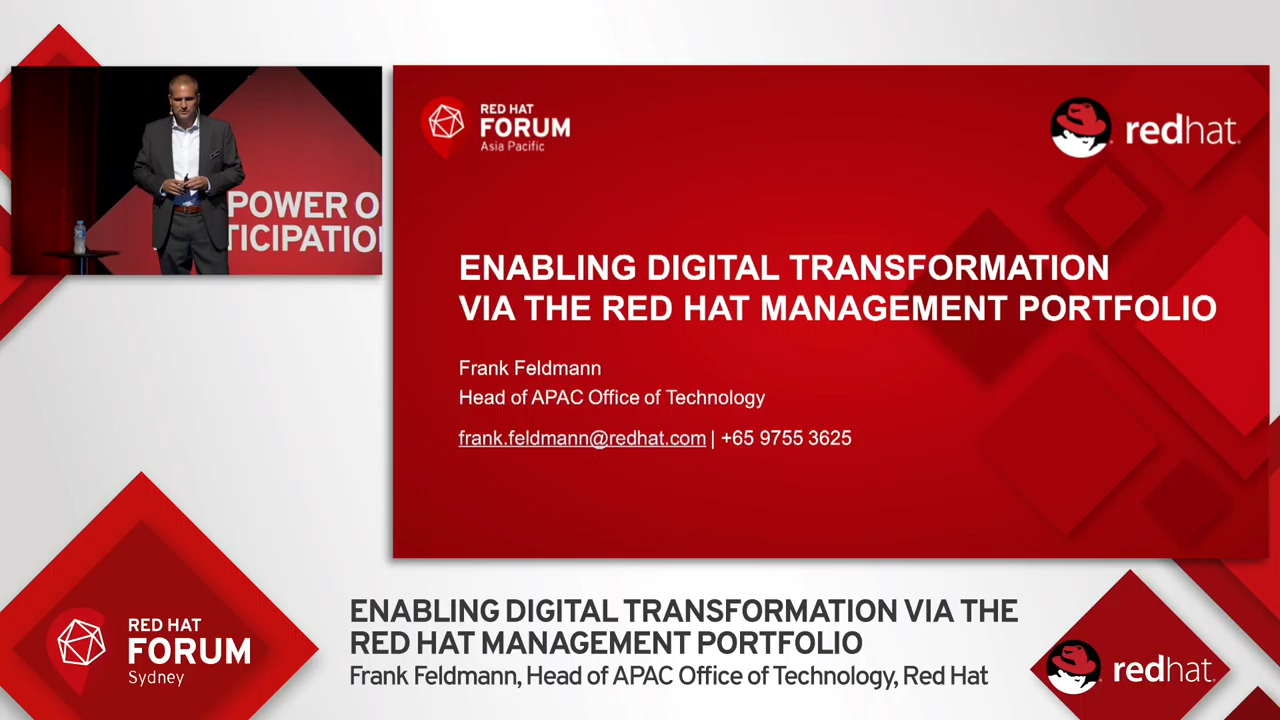 POWER O
TICIPATIO
RED HAT
FORUM
Asia Pacific
redhat.
ENABLING DIGITAL TRANSFORMATION
VIA THE RED HAT MANAGEMENT PORTFOLIO
Frank Feldmann
Head of APAC Office of Technology
frank.feldmann@redhat.com | +65 9755 3625
RED HAT
FORUM
Sydney
ENABLING DIGITAL TRANSFORMATION VIA THE
RED HAT MANAGEMENT PORTFOLIO
Frank Feldmann, Head of APAC Office of Technology, Red Hat
redhat.